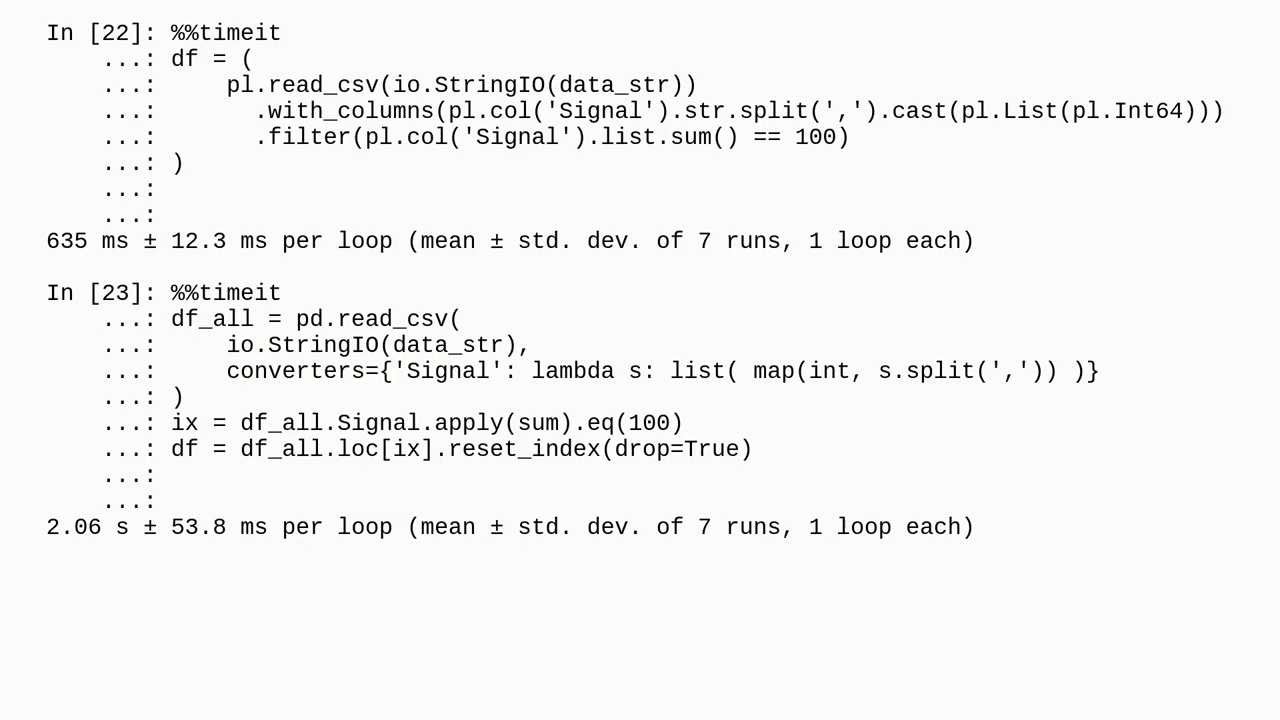 In [22]: %%timeit
    ...: df = (
    ...:     pl.read_csv(io.StringIO(data_str))
    ...:       .with_columns(pl.col('Signal').str.split(',').cast(pl.List(pl.Int64)))
    ...:       .filter(pl.col('Signal').list.sum() == 100)
    ...: )
    ...:
    ...:
635 ms ± 12.3 ms per loop (mean ± std. dev. of 7 runs, 1 loop each)
In [23]: %%timeit
    ...: df_all = pd.read_csv(
    ...:     io.StringIO(data_str),
    ...:     converters={'Signal': lambda s: list( map(int, s.split(',')) )}
    ...: )
    ...: ix = df_all.Signal.apply(sum).eq(100)
    ...: df = df_all.loc[ix].reset_index(drop=True)
    ...:
    ...:
2.06 s ± 53.8 ms per loop (mean ± std. dev. of 7 runs, 1 loop each)